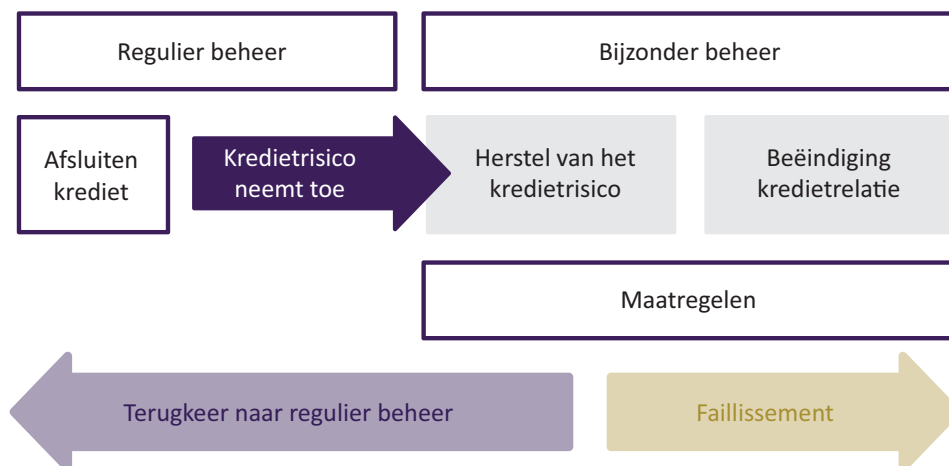 Regulier beheer
Bijzonder beheer
Afsluiten
krediet
Kredietrisico
neemt toe
Herstel van het
kredietrisico
Beëindiging
kredietrelatie
Maatregelen
Terugkeer naar regulier beheer
Faillissement